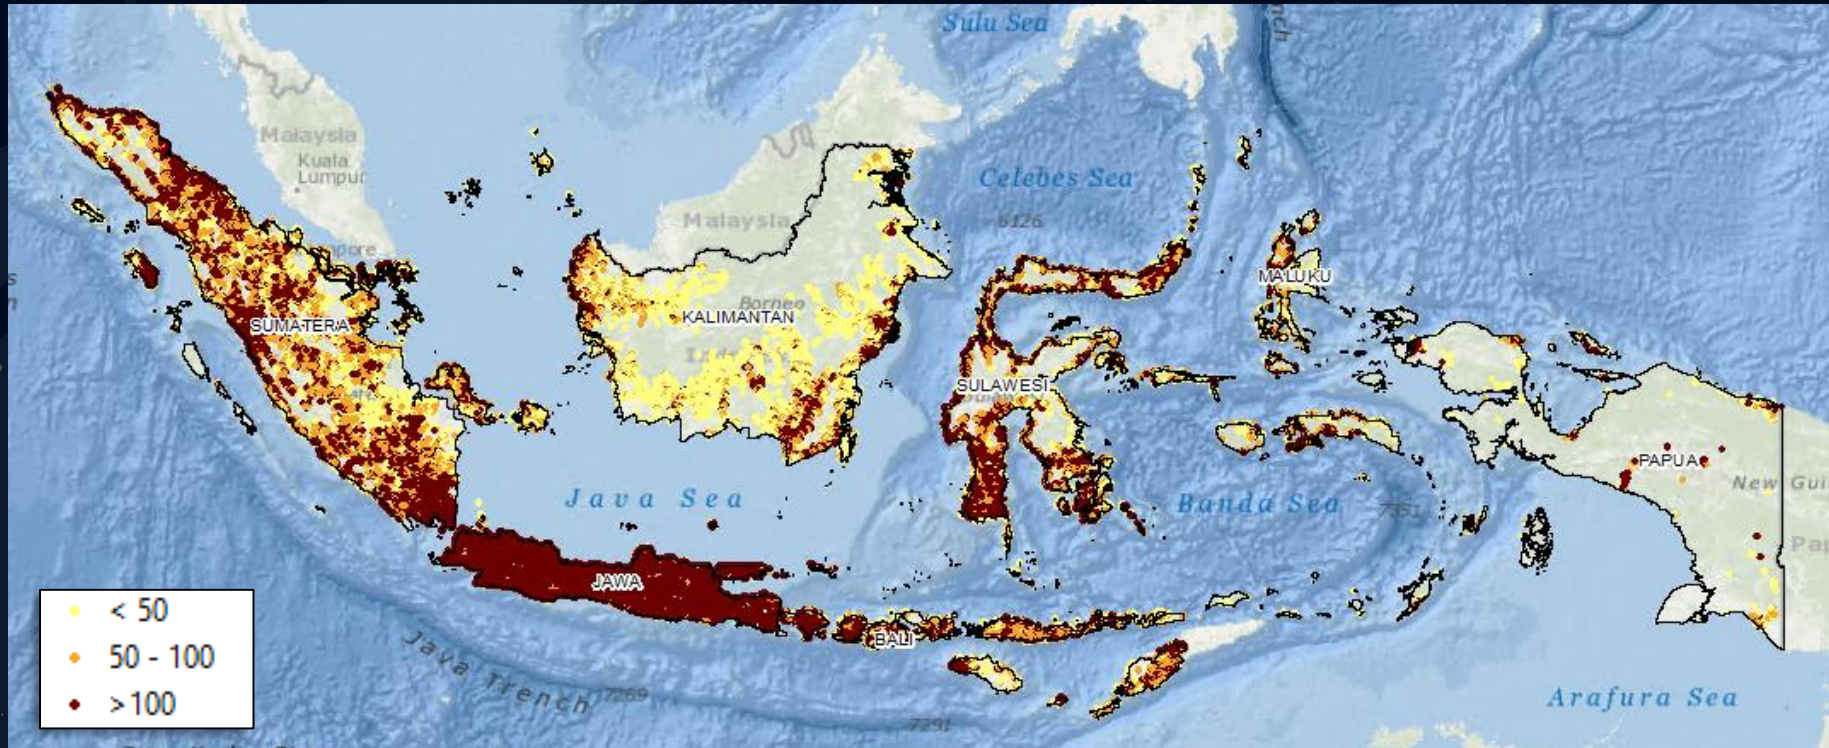 Sulu Sea
Malaysia
Kuala
Lumpur
Celebes Sea
Malaysia
6126
MALUKU
Borneo
KALIMANTAN
SUMATERA
SULAWESI
PAPUA
New Gui
Java Sea
Banda Sea
7351
Pap
JAWA
BALI
< 50
50 - 100
>100
Java Trench
7269
7291
Arafura Sea